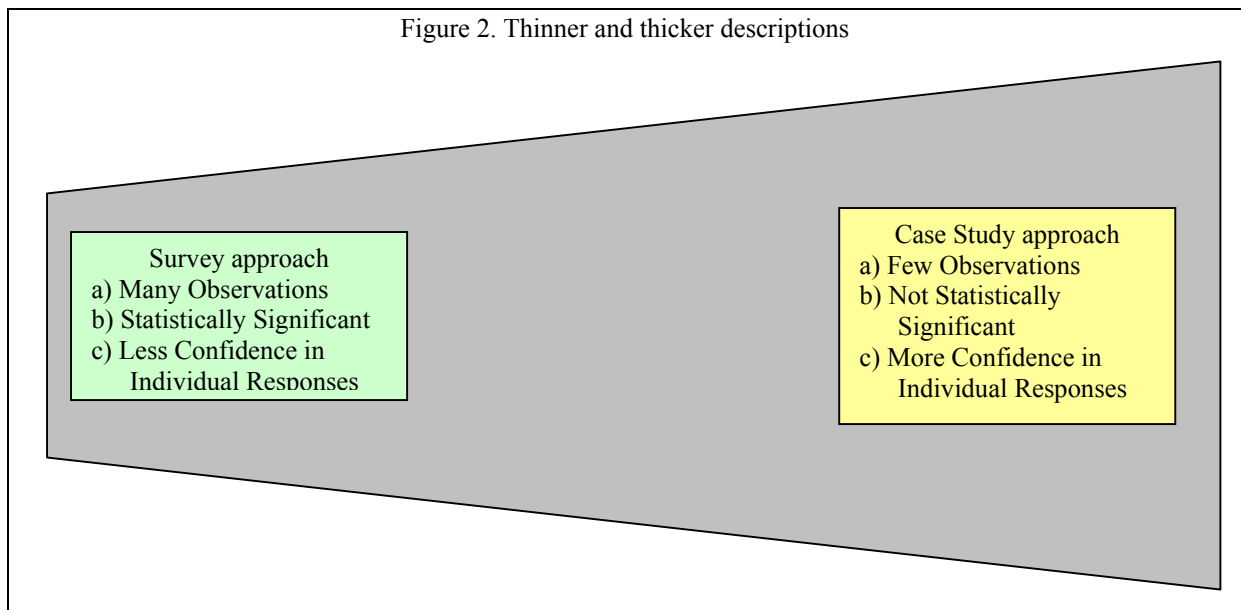 Figure 2. Thinner and thicker descriptions
Survey approach
a) Many Observations
b) Statistically Significant
c) Less Confidence in
Individual Responses
Case Study approach
a) Few Observations
b) Not Statistically
Significant
c) More Confidence in
Individual Responses